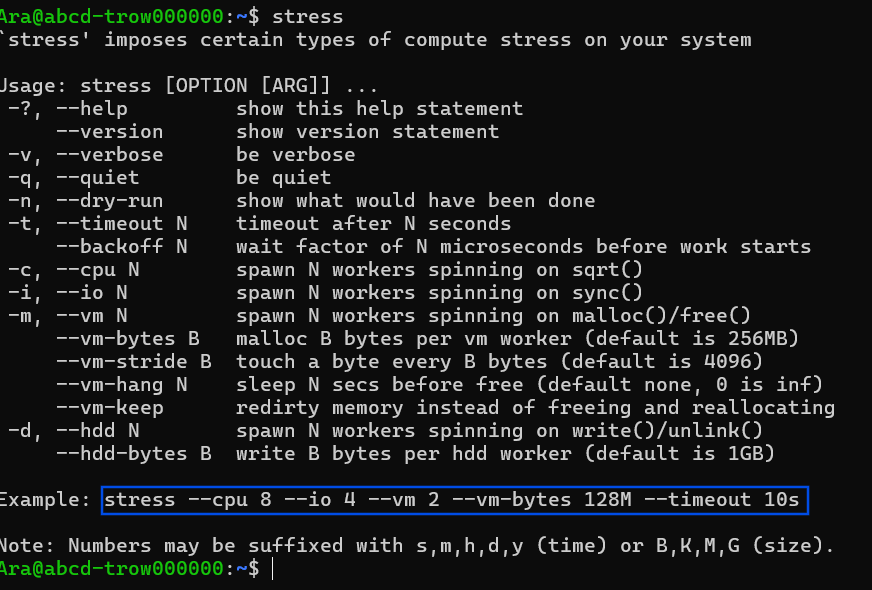 Ara@abcd-trow000000:~$ stress
`stress' imposes certain types of compute stress on your system
Usage: stress [OPTION [ARG]] ...
-?, --help show this help statement
--version show version statement
-v, --verbose be verbose
-q, --quiet be quiet
-n, --dry-run show what would have been done
-t, --timeout N timeout after N seconds
--backoff N wait factor of N microseconds before work starts
-c, --cpu N spawn N workers spinning on sqrt()
-i, --io N spawn N workers spinning on sync()
-m, --vm N spawn N workers spinning on malloc()/free()
--vm-bytes B malloc B bytes per vm worker (default is 256MB)
--vm-stride B touch a byte every B bytes (default is 4096)
--vm-hang N sleep N secs before free (default none, 0 is inf)
--vm-keep redirty memory instead of freeing and reallocating
-d, --hdd N spawn N workers spinning on write()/unlink()
--hdd-bytes B write B bytes per hdd worker (default is 1GB)
Example: stress --cpu 8 --io 4 --vm 2 --vm-bytes 128M --timeout 10s
Note: Numbers may be suffixed with s,m,h,d,y (time) or B,K,M,G (size).
Ara@abcd-trow000000:~$